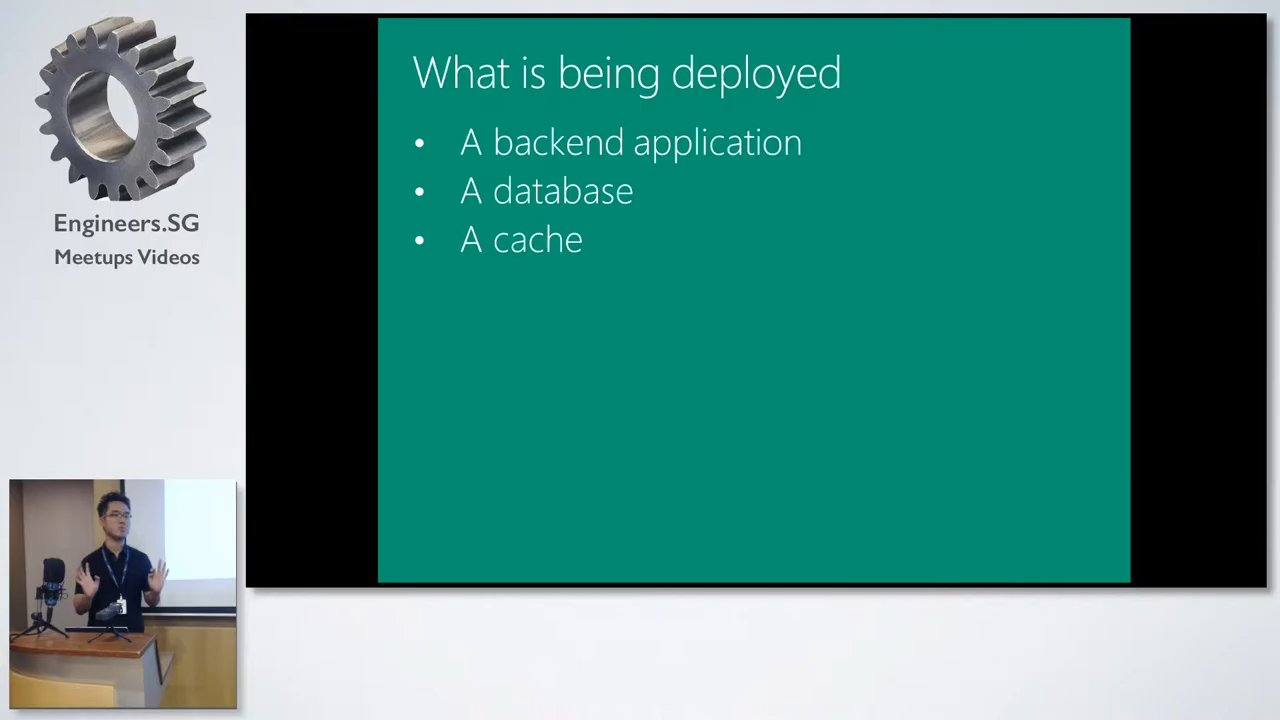 Engineers.SG
Meetups Videos
What is being deployed
• A backend application
• A database
• A cache